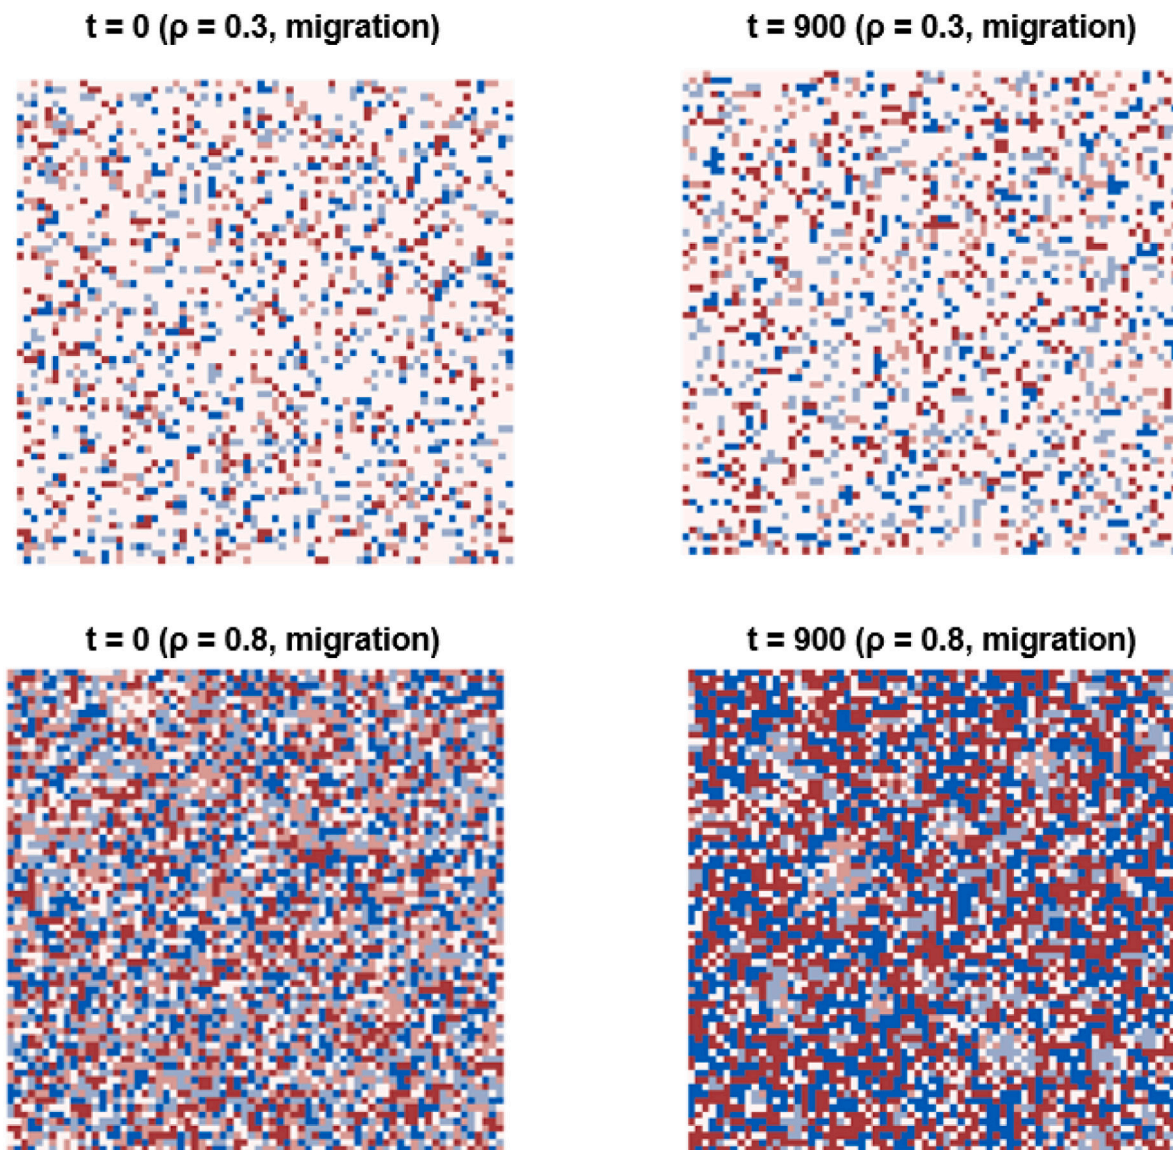 t = 0 (ρ = 0.3, migration)
t = 900 (ρ = 0.3, migration)
t = 0 (ρ = 0.8, migration)
t = 900 (ρ = 0.8, migration)